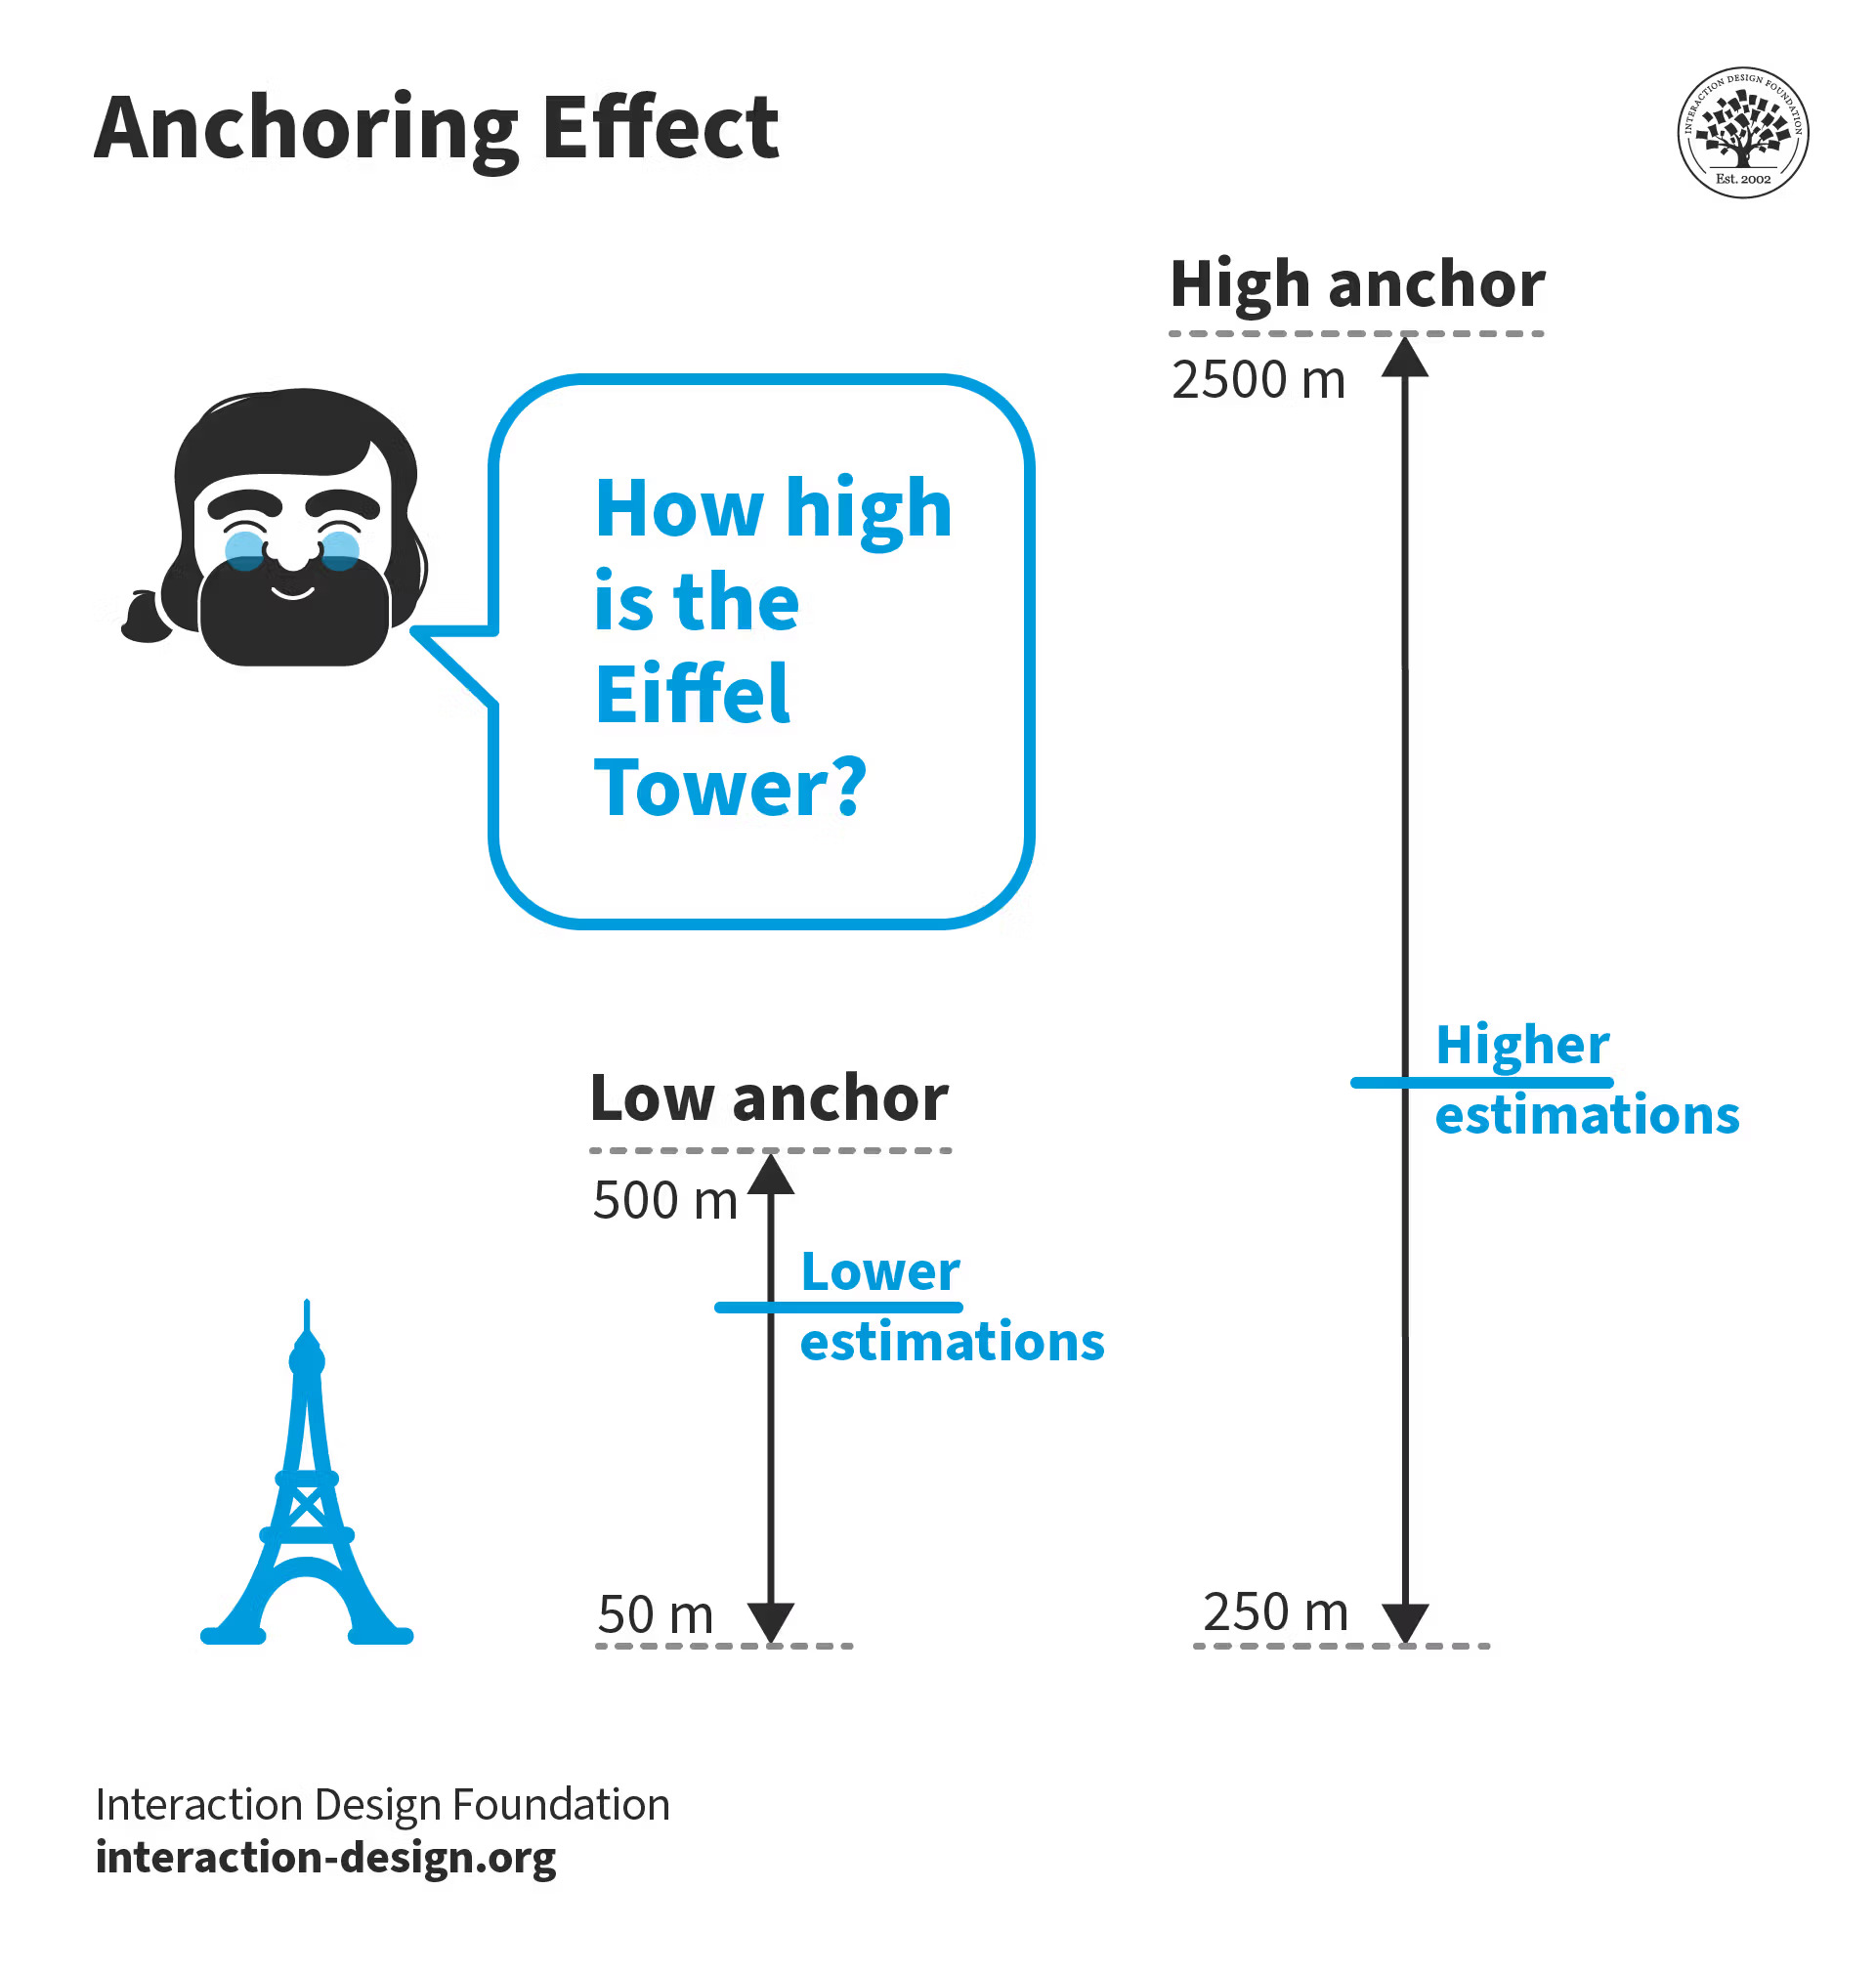 Anchoring Effect
INTERACTION DESIGN FOUNDATION
Est. 2002
High anchor
2500 m
How high
is the
Eiffel
Tower?
Higher
estimations
Low anchor
500 m
Lower
estimations
50 m
250 m
Interaction Design Foundation
interaction-design.org